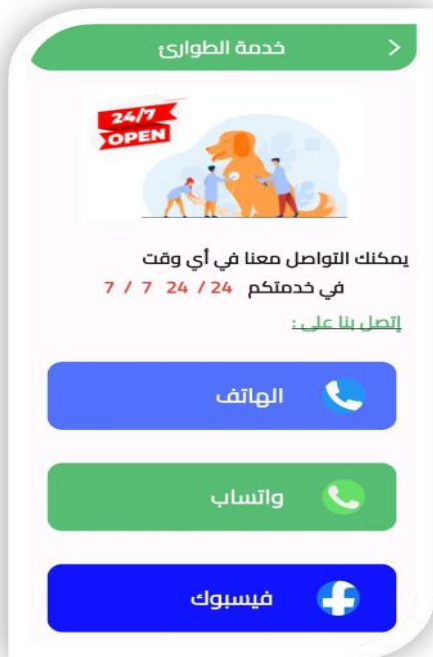 خدمة الطوارئ
24/7
OPEN
يمكنك التواصل معنا في أي وقت
في خدمتكم 24/ 24 7 / 7
إتصل بنا على :
الهاتف
واتساب
فيسبوك